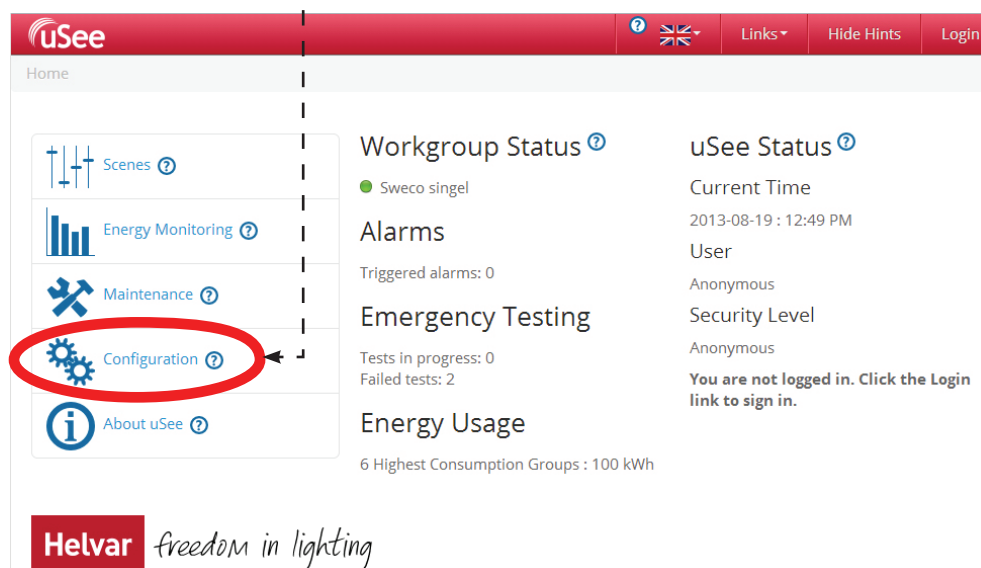 uSee
? Links Hide Hints Login
Home
Scenes ?
Energy Monitoring ?
Maintenance ?
Configuration ?
About uSee ?
Workgroup Status ?
Sweco singel
Alarms
Triggered alarms: 0
Emergency Testing
Tests in progress: 0
Failed tests: 2
Energy Usage
6 Highest Consumption Groups : 100 kWh
uSee Status ?
Current Time
2013-08-19 : 12:49 PM
User
Anonymous
Security Level
Anonymous
You are not logged in. Click the Login
link to sign in.
Helvar freedom in lighting